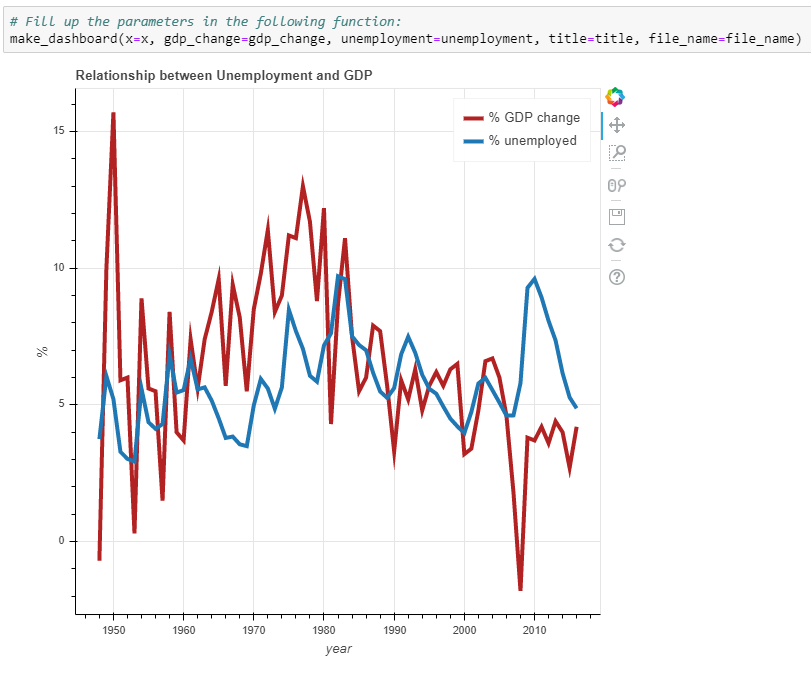 # Fill up the parameters in the following function:
make_dashboard(x=x, gdp_change=gdp_change, unemployment=unemployment, title=title, file_name=file_name)
Relationship between Unemployment and GDP
% GDP change
% unemployed
15
10
5
0
%
1950 1960 1970 1980 1990 2000 2010
year